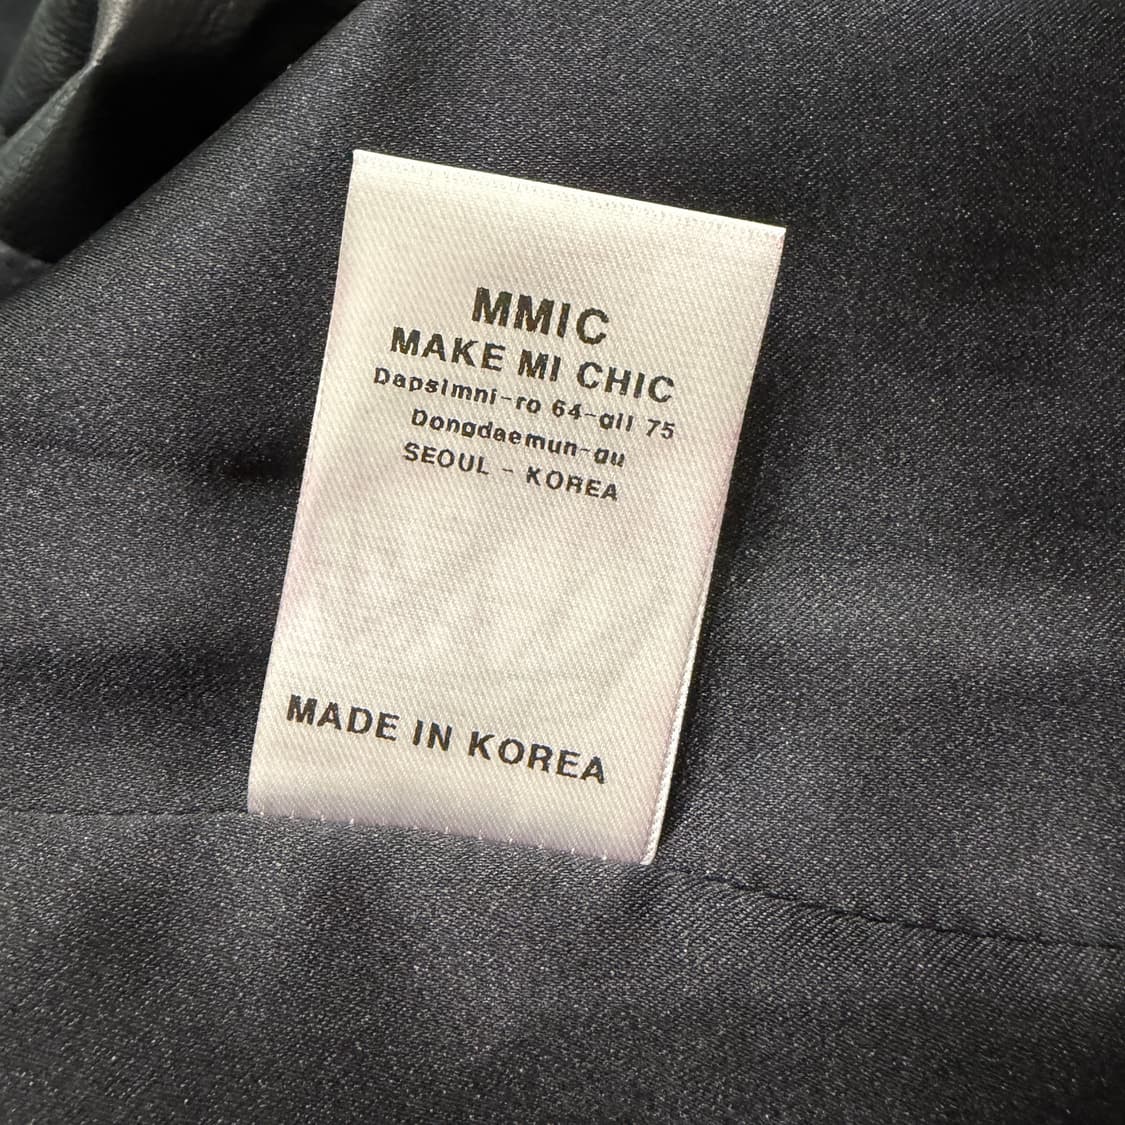 MMIC
MAKE MI CHIC
Dapsimni-ro 64-gil 75
Dongdaemun-gu
SEOUL - KOREA
MADE IN KOREA